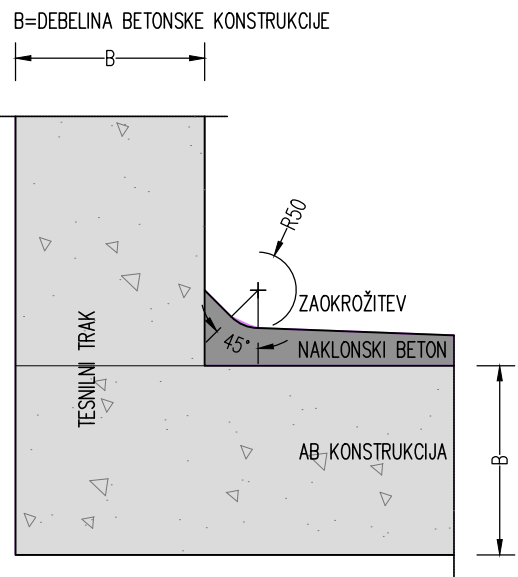 B=DEBELINA BETONSKE KONSTRUKCIJE
B
R50
ZAOKROŽITEV
45°
NAKLONSKI BETON
TESNILNI TRAK
AB KONSTRUKCIJA
B